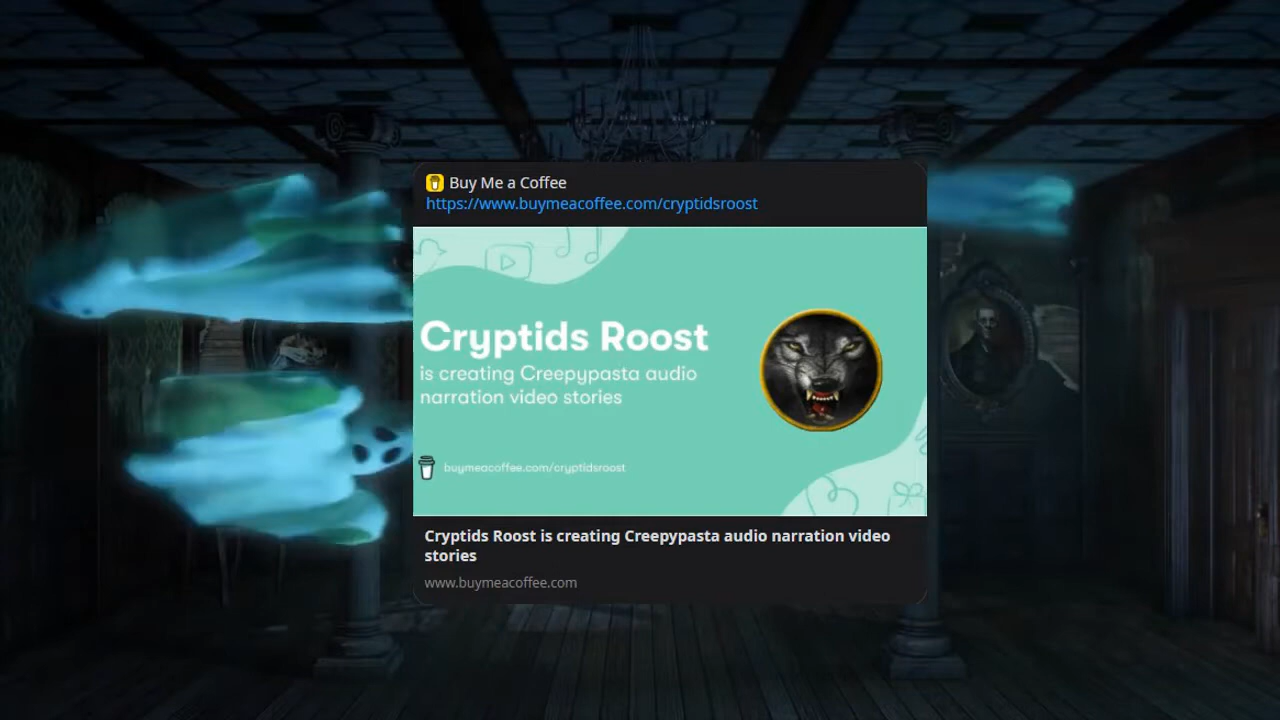 Buy Me a Coffee
https://www.buymeacoffee.com/cryptidsroost
Cryptids Roost
is creating Creepypasta audio
narration video stories
buymeacoffee.com/cryptidsroost
Cryptids Roost is creating Creepypasta audio narration video
stories
www.buymeacoffee.com